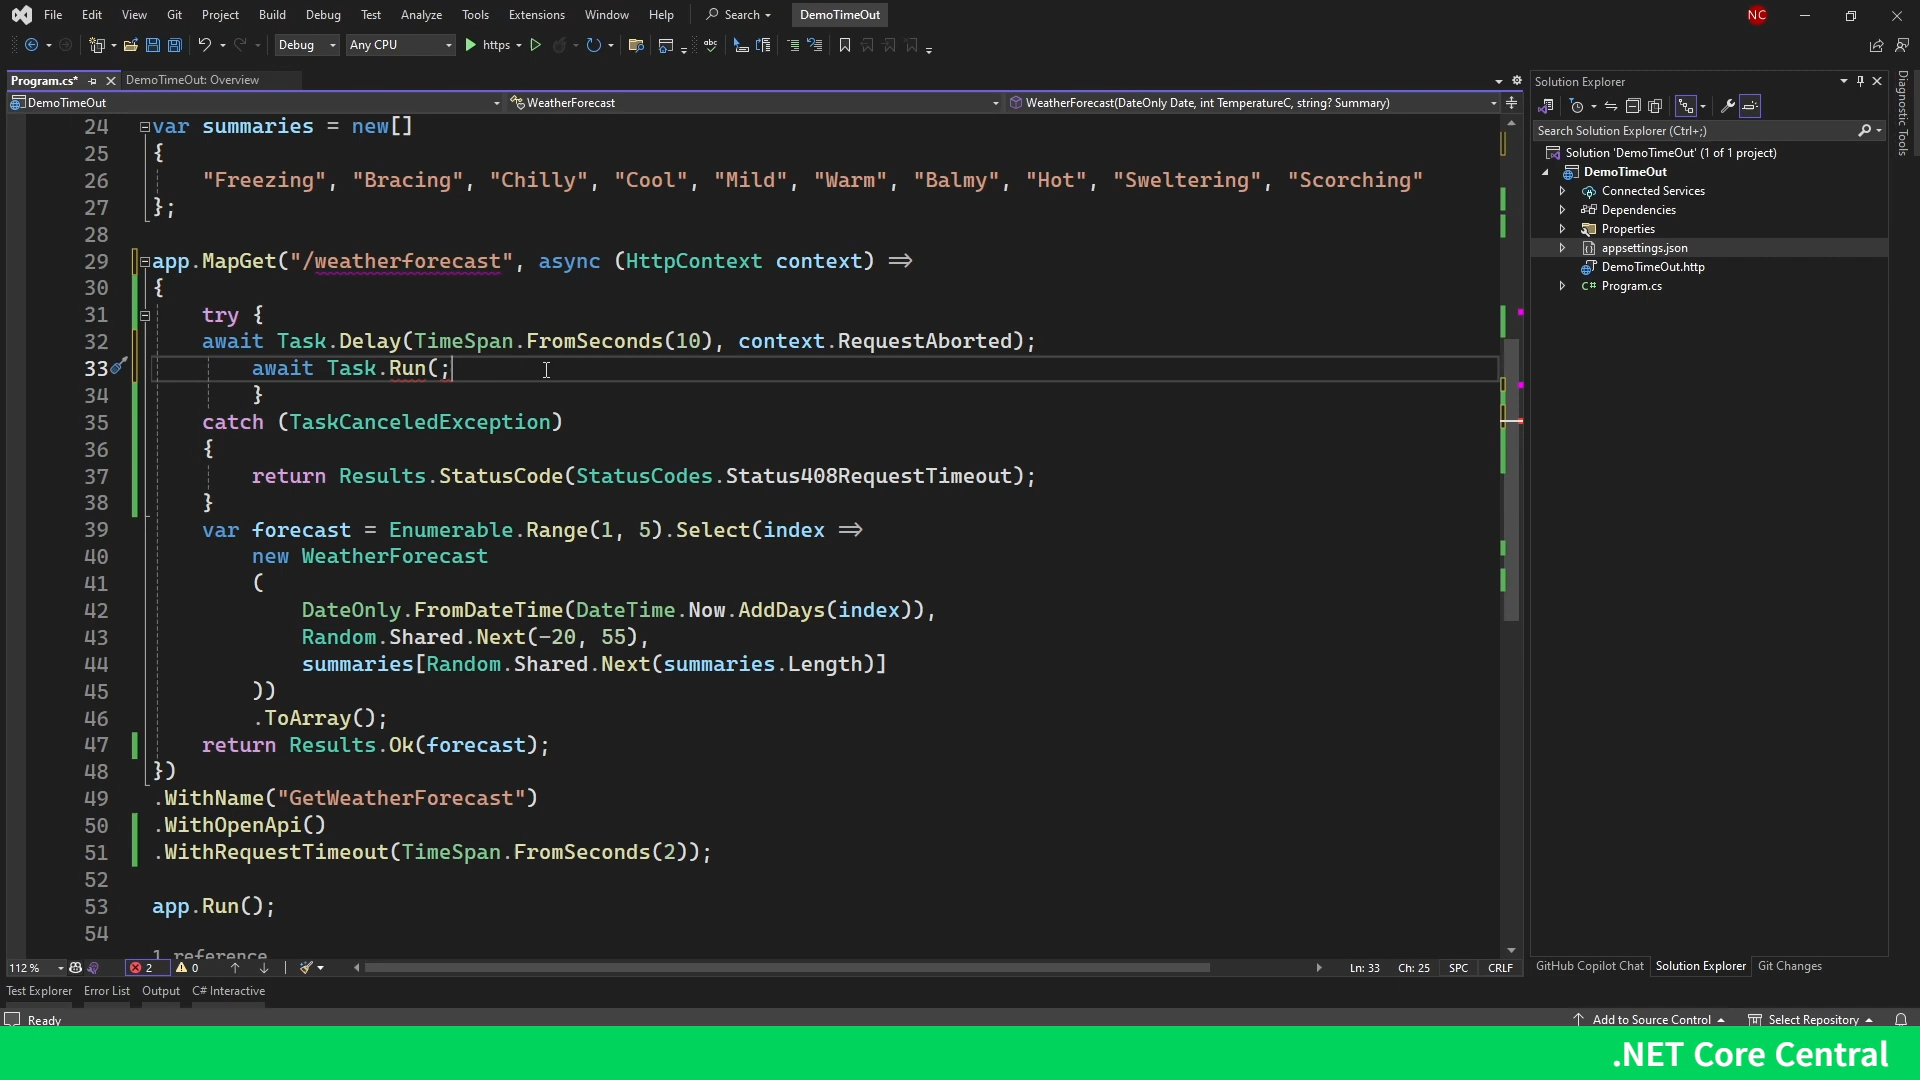 File Edit View Git Project Build Debug Test Analyze Tools Extensions Window Help Search DemoTimeOut NC
Debug Any CPU https
Program.cs* DemoTimeOut: Overview
DemoTimeOut WeatherForecast WeatherForecast(DateOnly Date, int TemperatureC, string? Summary)
24 var summaries = new[]
25 {
26 "Freezing", "Bracing", "Chilly", "Cool", "Mild", "Warm", "Balmy", "Hot", "Sweltering", "Scorching"
27 };
28
29 app.MapGet("/weatherforecast", async (HttpContext context) =>
30 {
31 try {
32 await Task.Delay(TimeSpan.FromSeconds(10), context.RequestAborted);
33 await Task.Run(;
34 }
35 catch (TaskCanceledException)
36 {
37 return Results.StatusCode(StatusCodes.Status408RequestTimeout);
38 }
39 var forecast = Enumerable.Range(1, 5).Select(index =>
40 new WeatherForecast
41 (
42 DateOnly.FromDateTime(DateTime.Now.AddDays(index)),
43 Random.Shared.Next(-20, 55),
44 summaries[Random.Shared.Next(summaries.Length)]
45 ))
46 .ToArray();
47 return Results.Ok(forecast);
48 })
49 .WithName("GetWeatherForecast")
50 .WithOpenApi()
51 .WithRequestTimeout(TimeSpan.FromSeconds(2));
52
53 app.Run();
54
1 reference
112 % 2 0 Ln: 33 Ch: 25 SPC CRLF
Test Explorer Error List Output C# Interactive
Solution Explorer
Search Solution Explorer (Ctrl+;)
Solution 'DemoTimeOut' (1 of 1 project)
DemoTimeOut
Connected Services
Dependencies
Properties
appsettings.json
DemoTimeOut.http
C# Program.cs
GitHub Copilot Chat Solution Explorer Git Changes
Diagnostic Tools
Ready Add to Source Control Select Repository
.NET Core Central